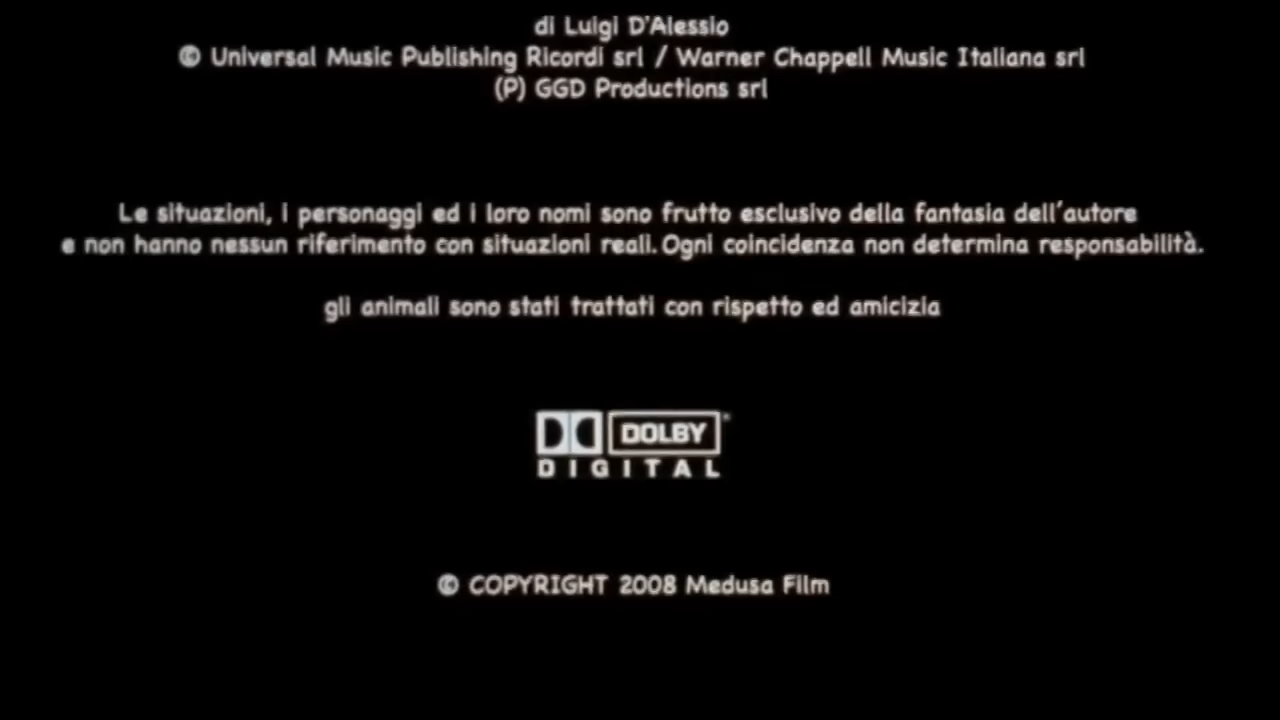 di Luigi D'Alessio
© Universal Music Publishing Ricordi srl / Warner Chappell Music Italiana srl
(P) GGD Productions srl
Le situazioni, i personaggi ed i loro nomi sono frutto esclusivo della fantasia dell'autore
e non hanno nessun riferimento con situazioni reali. Ogni coincidenza non determina responsabilità.
gli animali sono stati trattati con rispetto ed amicizia
DOLBY
DIGITAL
© COPYRIGHT 2008 Medusa Film